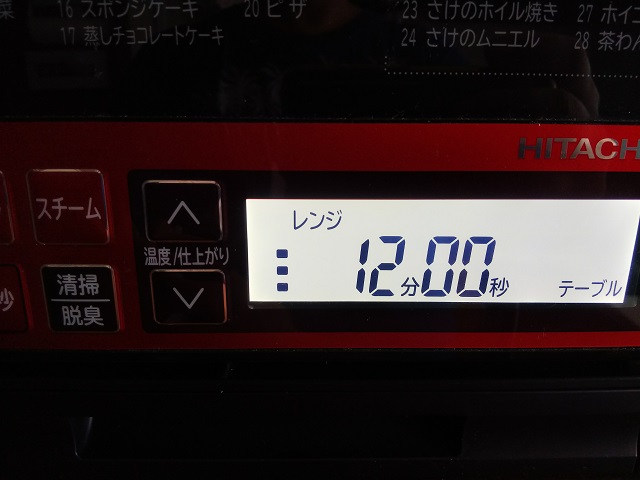 菜 16 スポンジケーキ 20 ピザ 23 さけのホイル焼き 27 ホイ
17 蒸しチョコレートケーキ 24 さけのムニエル 28 茶わん
HITACH
スチーム
温度/仕上がり
清掃
脱臭
秒
レンジ
12分00秒
テーブル